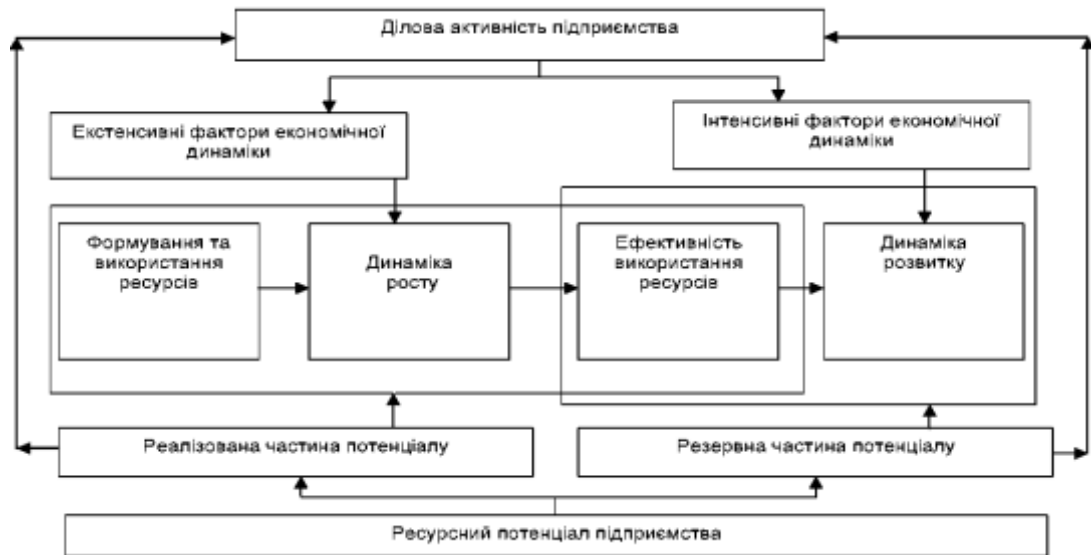 Ділова активність підприємства
Екстенсивні фактори економічної
динаміки
Інтенсивні фактори економічної
динаміки
Формування та
використання
ресурсів
Динаміка
росту
Ефективність
використання
ресурсів
Динаміка
розвитку
Реалізована частина потенціалу
Резервна частина потенціалу
Ресурсний потенціал підприємства